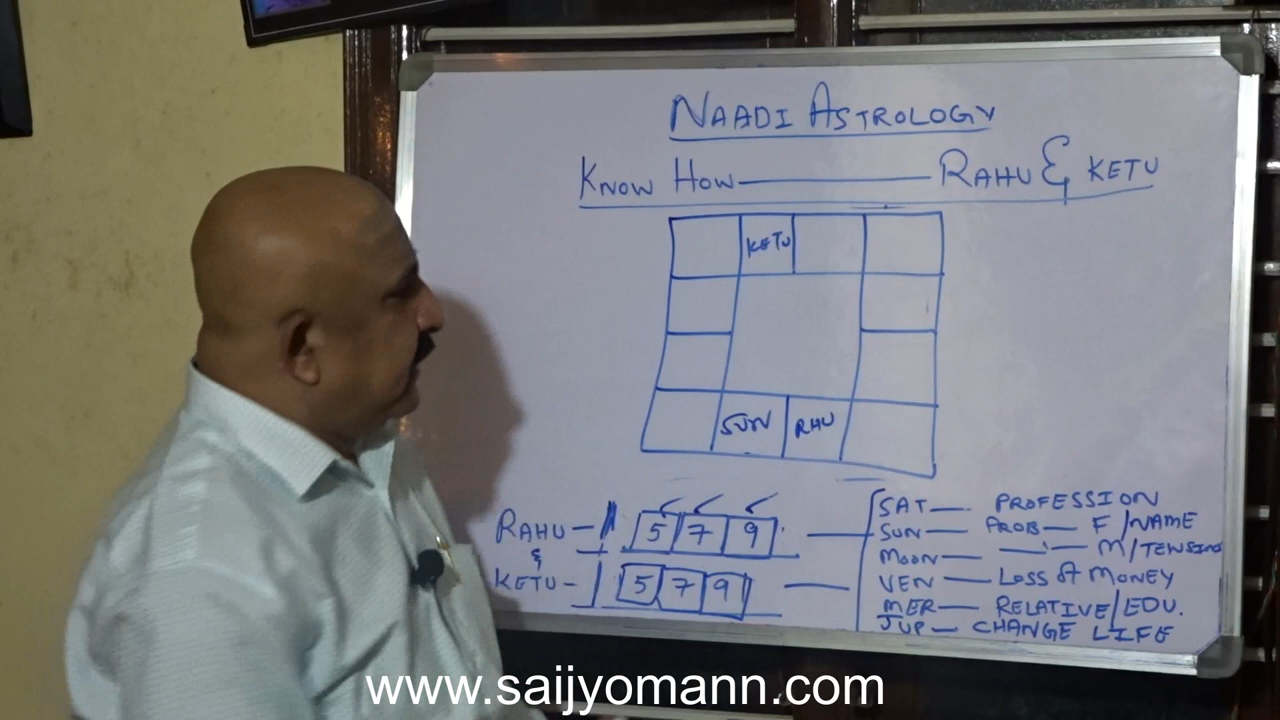 NAADI ASTROLOGY
KNOW HOW — RAHU & KETU
KETU
SUN RHU
RAHU — 5 7 9 —
&
KETU — 5 7 9 —
SAT — PROFESSION
SUN — PROB — F/NAME
MOON — —"— M/TENSION
VEN — LOSS OF MONEY
MER — RELATIVE/EDU.
JUP — CHANGE LIFE
www.saijyomann.com